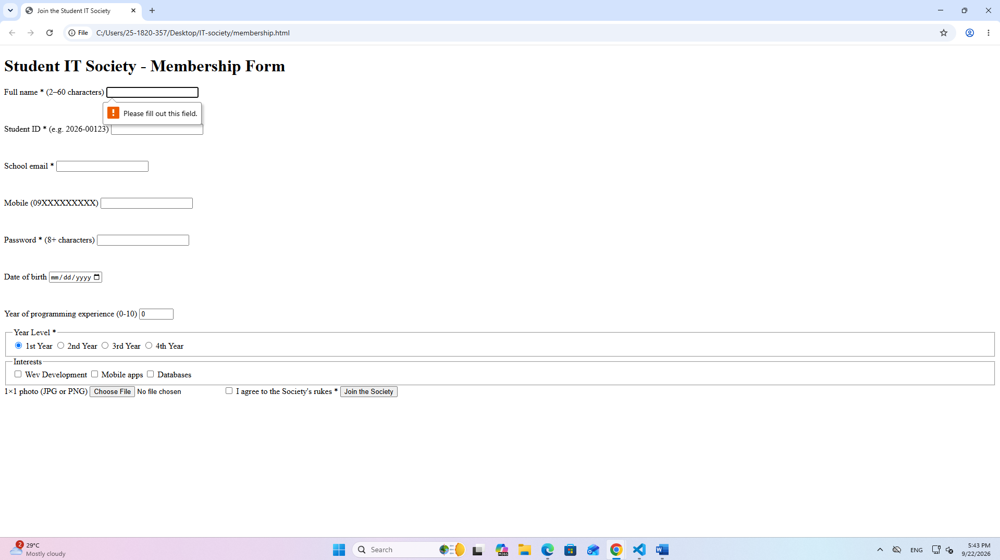 Join the Student IT Society
File C:/Users/25-1820-357/Desktop/IT-society/membership.html
Student IT Society - Membership Form
Full name * (2–60 characters)
Please fill out this field.
Student ID * (e.g. 2026-00123)
School email *
Mobile (09XXXXXXXXX)
Password * (8+ characters)
Date of birth mm/dd/yyyy
Year of programming experience (0-10) 0
Year Level *
1st Year 2nd Year 3rd Year 4th Year
Interests
Wev Development Mobile apps Databases
1×1 photo (JPG or PNG) Choose File No file chosen I agree to the Society's rukes * Join the Society
2
29°C
Mostly cloudy
Search
M365
ENG
5:43 PM
9/22/2026